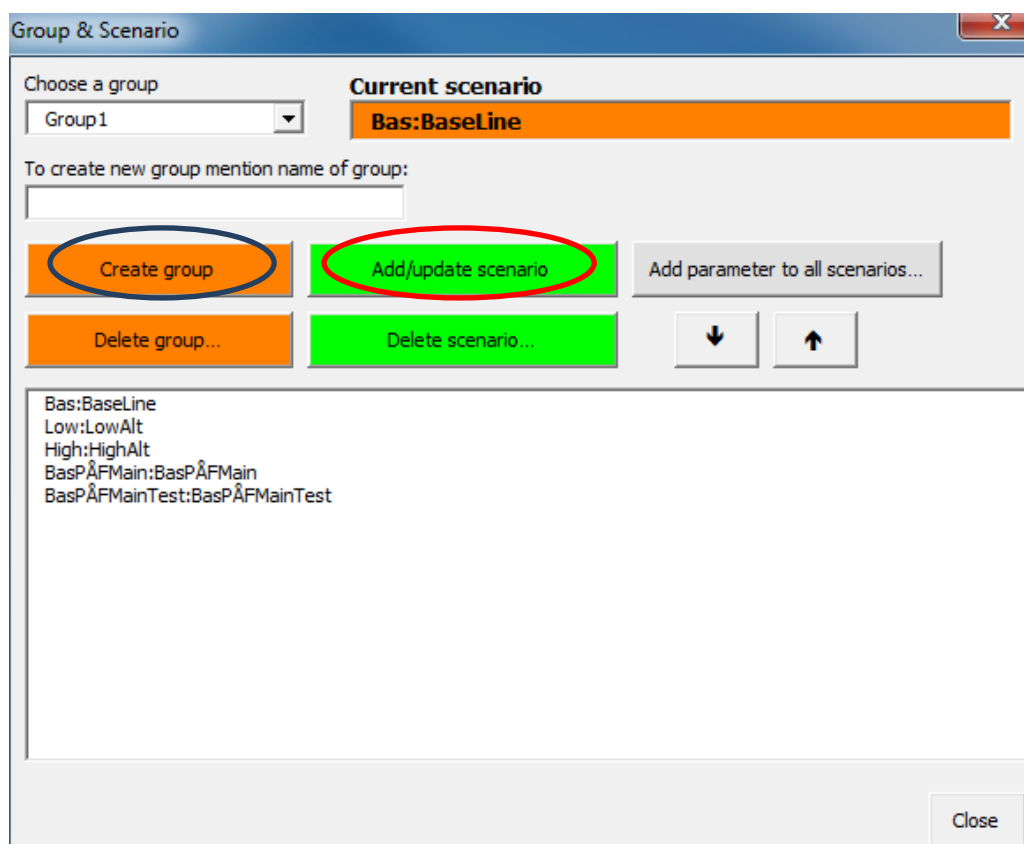 Group & Scenario
X
Choose a group
Current scenario
Group1
Bas:BaseLine
To create new group mention name of group:
Create group
Add/update scenario
Add parameter to all scenarios...
Delete group...
Delete scenario...
Bas:BaseLine
Low:LowAlt
High:HighAlt
BasPÅFMain:BasPÅFMain
BasPÅFMainTest:BasPÅFMainTest
Close